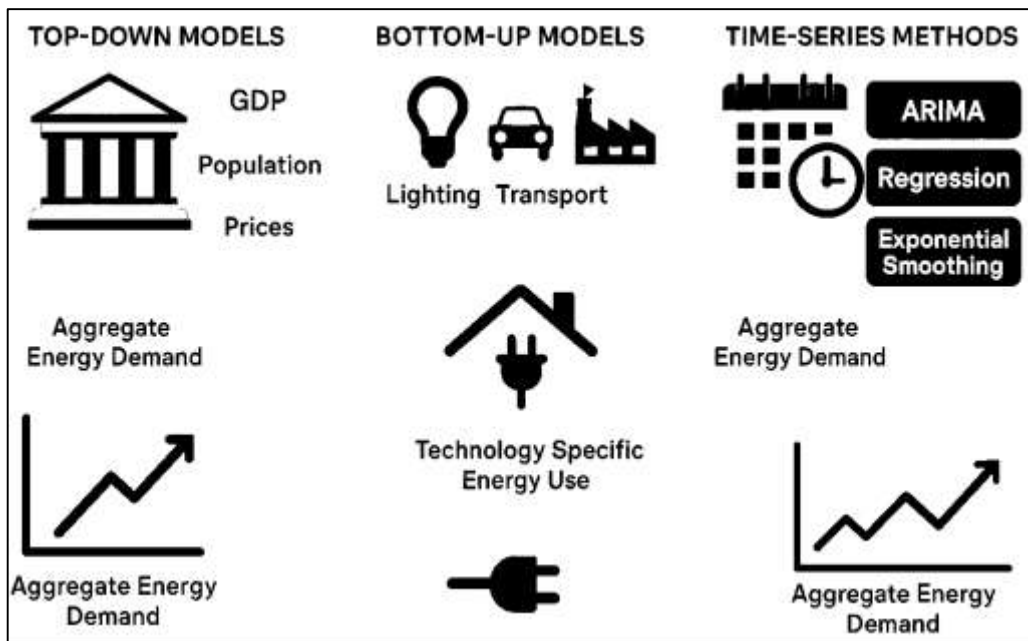 TOP-DOWN MODELS
GDP
Population
Prices
Aggregate
Energy Demand
Aggregate Energy
Demand
BOTTOM-UP MODELS
Lighting Transport
Technology Specific
Energy Use
TIME-SERIES METHODS
ARIMA
Regression
Exponential
Smoothing
Aggregate
Energy Demand
Aggregate Energy
Demand